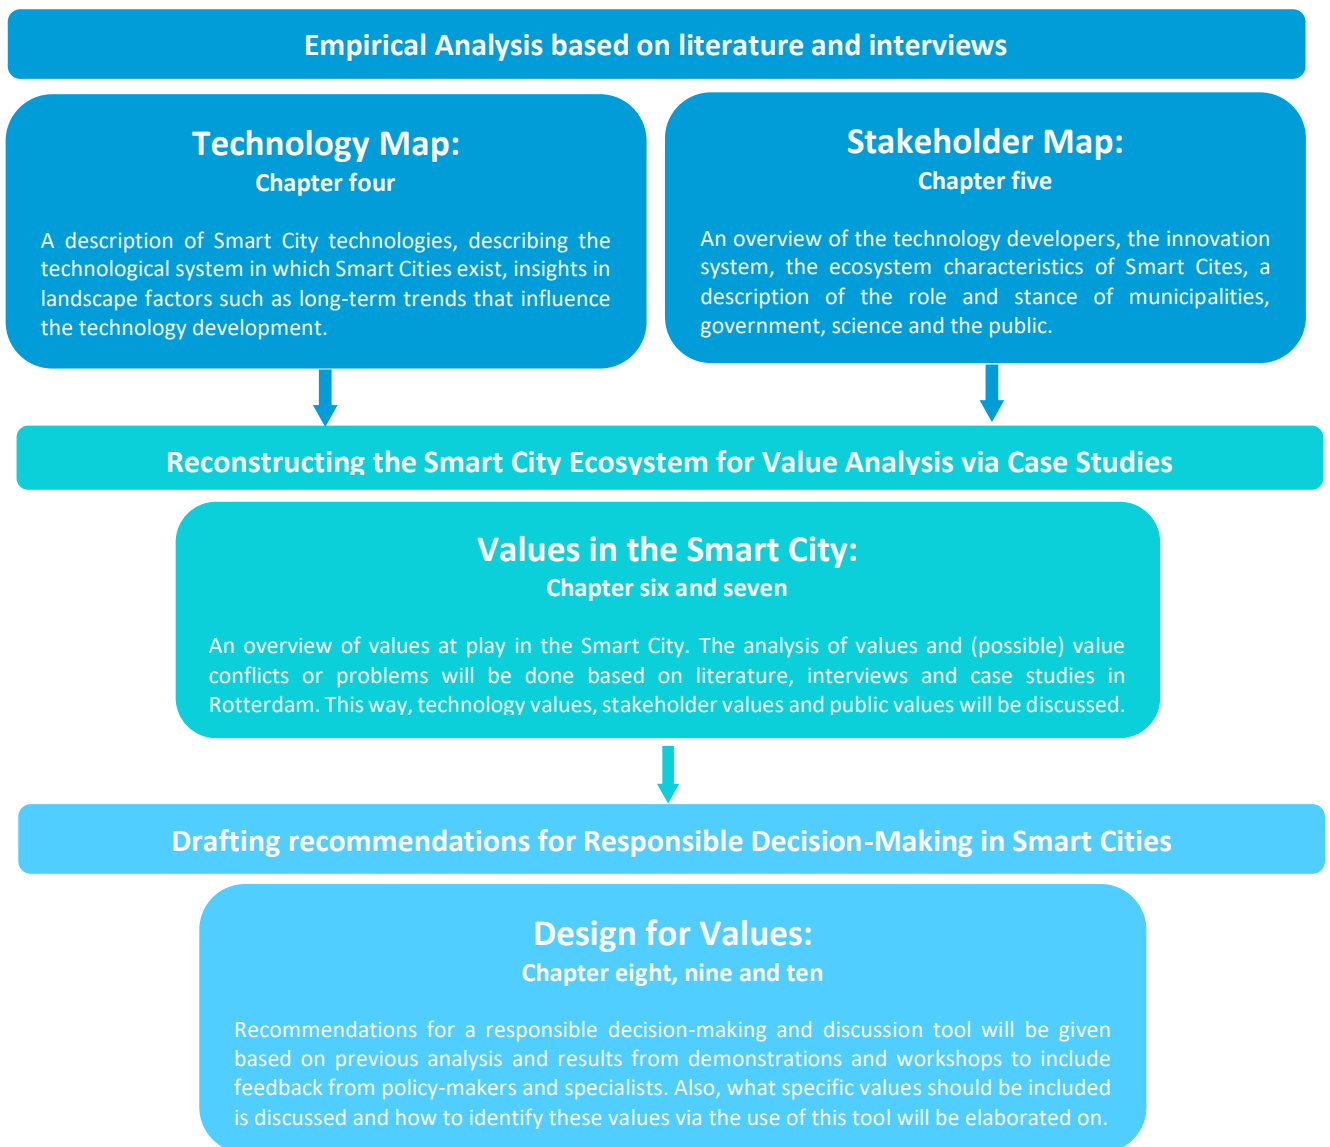 Empirical Analysis based on literature and interviews
Technology Map:
Chapter four
A description of Smart City technologies, describing the
technological system in which Smart Cities exist, insights in
landscape factors such as long-term trends that influence
the technology development.
Stakeholder Map:
Chapter five
An overview of the technology developers, the innovation
system, the ecosystem characteristics of Smart Cites, a
description of the role and stance of municipalities,
government, science and the public.
Reconstructing the Smart City Ecosystem for Value Analysis via Case Studies
Values in the Smart City:
Chapter six and seven
An overview of values at play in the Smart City. The analysis of values and (possible) value
conflicts or problems will be done based on literature, interviews and case studies in
Rotterdam. This way, technology values, stakeholder values and public values will be discussed.
Drafting recommendations for Responsible Decision-Making in Smart Cities
Design for Values:
Chapter eight, nine and ten
Recommendations for a responsible decision-making and discussion tool will be given
based on previous analysis and results from demonstrations and workshops to include
feedback from policy-makers and specialists. Also, what specific values should be included
is discussed and how to identify these values via the use of this tool will be elaborated on.